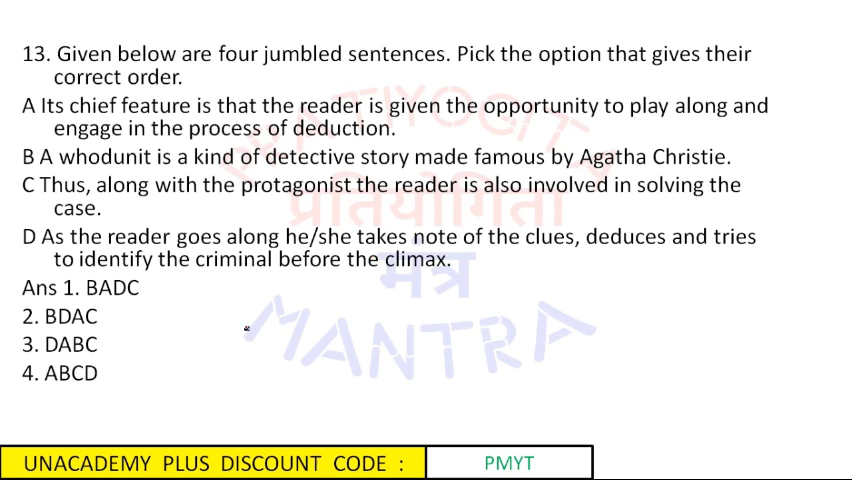 13. Given below are four jumbled sentences. Pick the option that gives their
correct order.
A Its chief feature is that the reader is given the opportunity to play along and
engage in the process of deduction.
B A whodunit is a kind of detective story made famous by Agatha Christie.
C Thus, along with the protagonist the reader is also involved in solving the
case.
D As the reader goes along he/she takes note of the clues, deduces and tries
to identify the criminal before the climax.
Ans 1. BADC
2. BDAC
3. DABC
4. ABCD
PRATIYOGITA
प्रतियोगिता
मंत्र
MANTRA
UNACADEMY PLUS DISCOUNT CODE :
PMYT